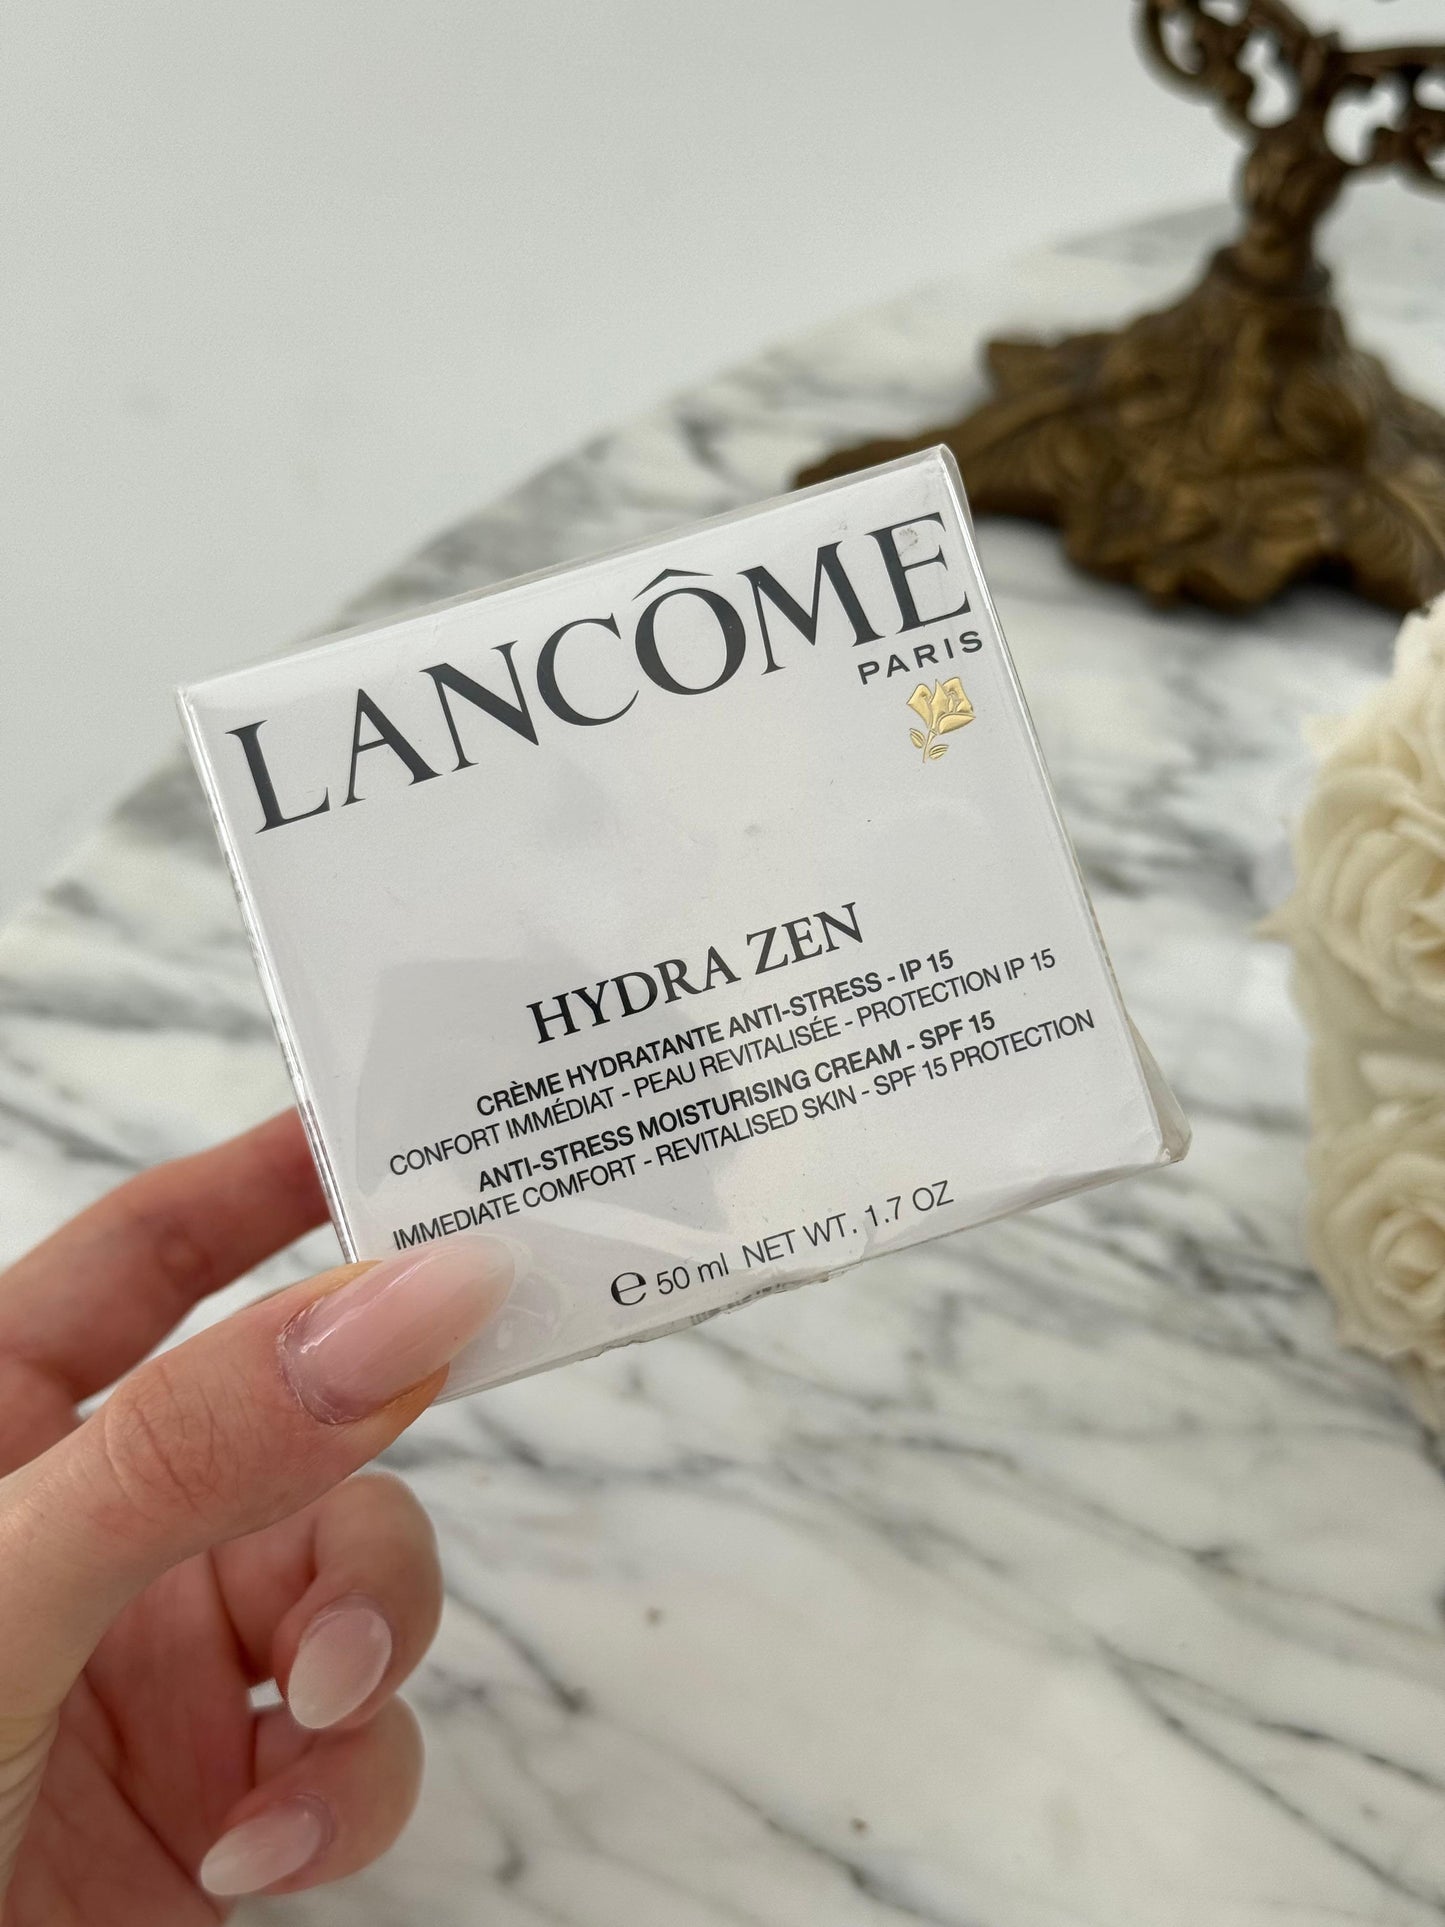 LANCÔME
PARIS
HYDRA ZEN
CRÈME HYDRATANTE ANTI-STRESS - IP 15
CONFORT IMMÉDIAT - PEAU REVITALISÉE - PROTECTION IP 15
ANTI-STRESS MOISTURISING CREAM - SPF 15
IMMEDIATE COMFORT - REVITALISED SKIN - SPF 15 PROTECTION
℮ 50 ml NET WT. 1.7 OZ